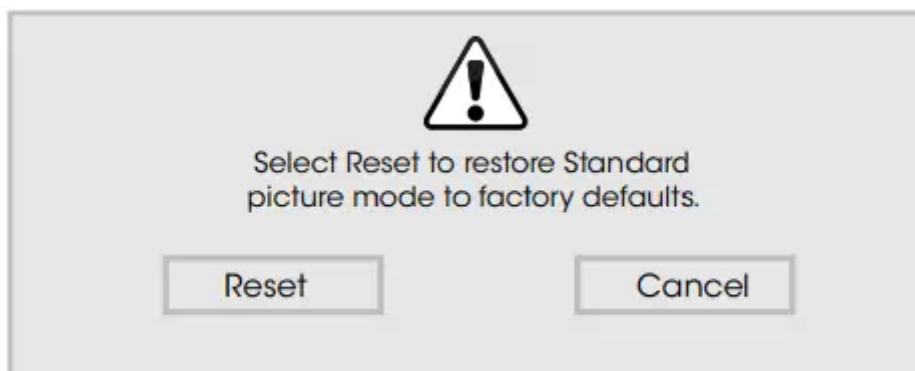 Select Reset to restore Standard
picture mode to factory defaults.
Reset
Cancel